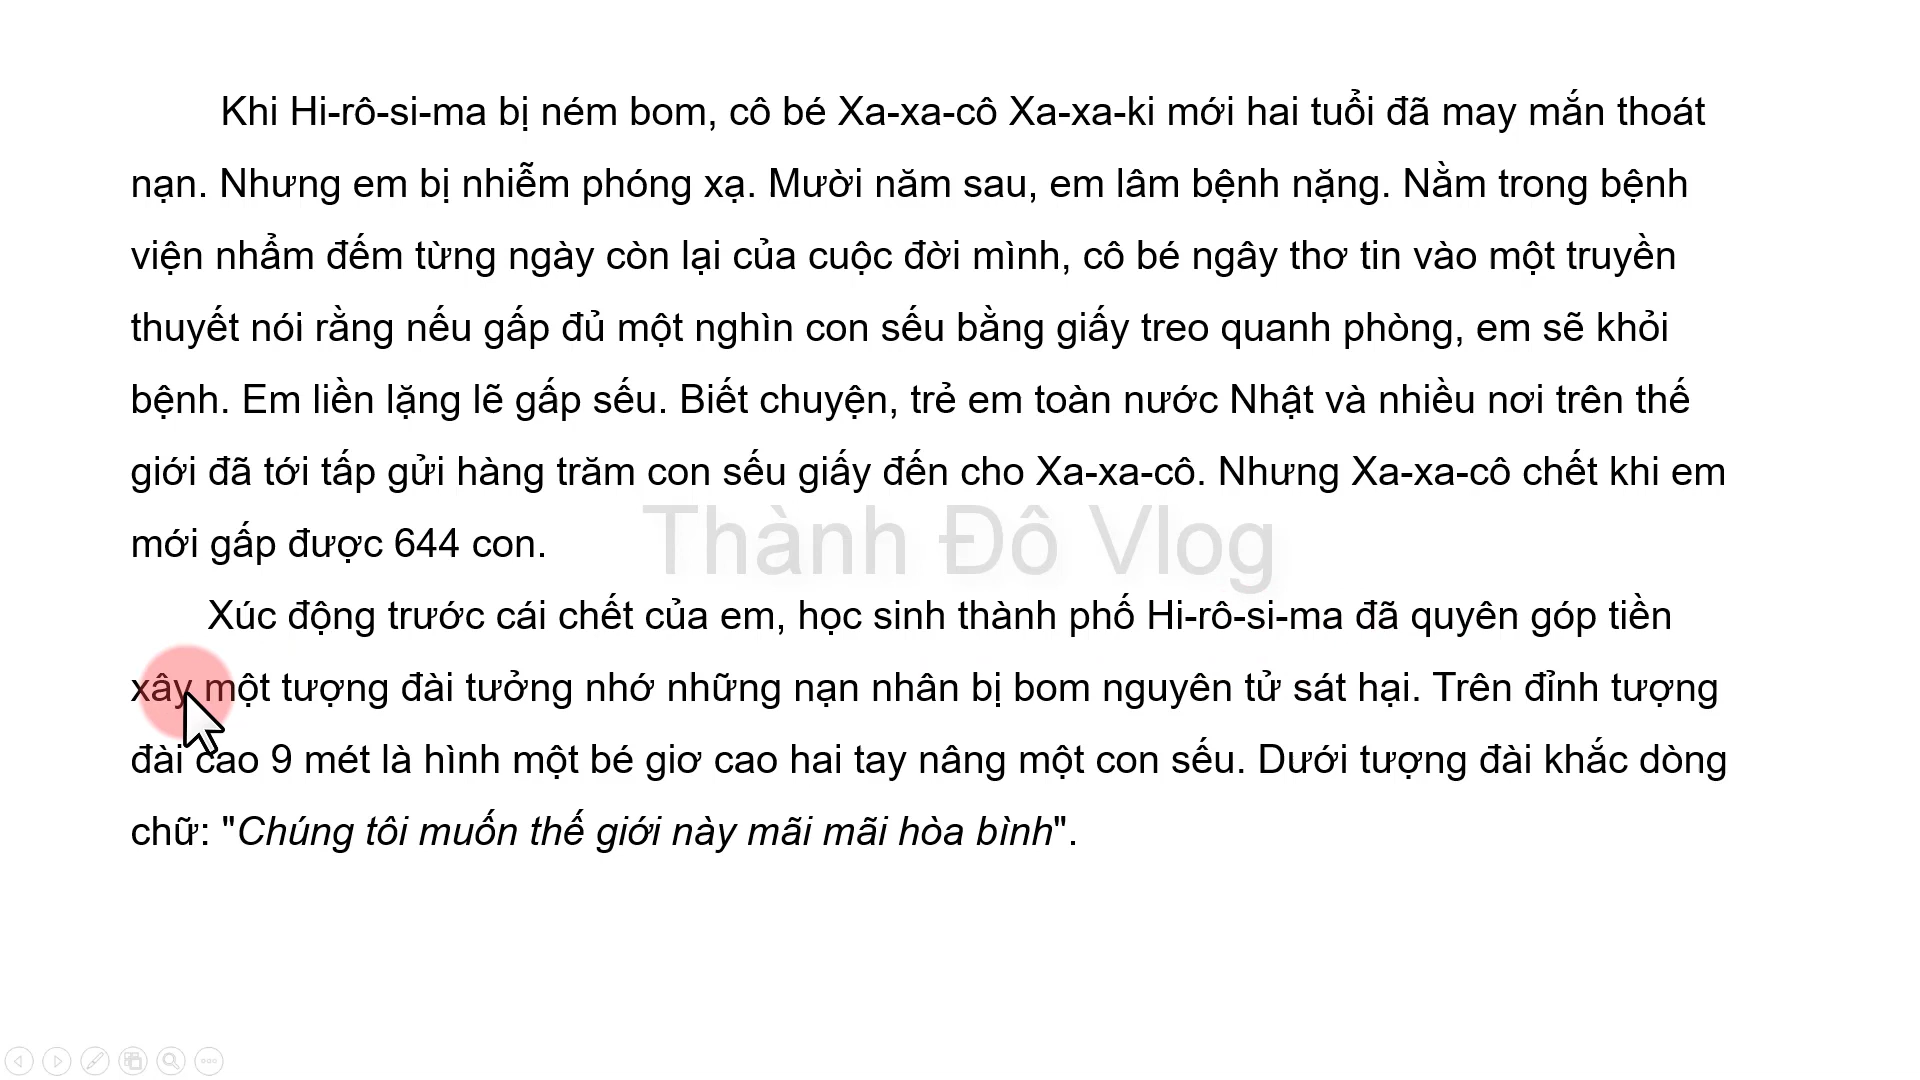 Khi Hi-rô-si-ma bị ném bom, cô bé Xa-xa-cô Xa-xa-ki mới hai tuổi đã may mắn thoát
nạn. Nhưng em bị nhiễm phóng xạ. Mười năm sau, em lâm bệnh nặng. Nằm trong bệnh
viện nhẩm đếm từng ngày còn lại của cuộc đời mình, cô bé ngây thơ tin vào một truyền
thuyết nói rằng nếu gấp đủ một nghìn con sếu bằng giấy treo quanh phòng, em sẽ khỏi
bệnh. Em liền lặng lẽ gấp sếu. Biết chuyện, trẻ em toàn nước Nhật và nhiều nơi trên thế
giới đã tới tấp gửi hàng trăm con sếu giấy đến cho Xa-xa-cô. Nhưng Xa-xa-cô chết khi em
mới gấp được 644 con.
Thành Đô Vlog
Xúc động trước cái chết của em, học sinh thành phố Hi-rô-si-ma đã quyên góp tiền
xây một tượng đài tưởng nhớ những nạn nhân bị bom nguyên tử sát hại. Trên đỉnh tượng
đài cao 9 mét là hình một bé giơ cao hai tay nâng một con sếu. Dưới tượng đài khắc dòng
chữ: "Chúng tôi muốn thế giới này mãi mãi hòa bình".